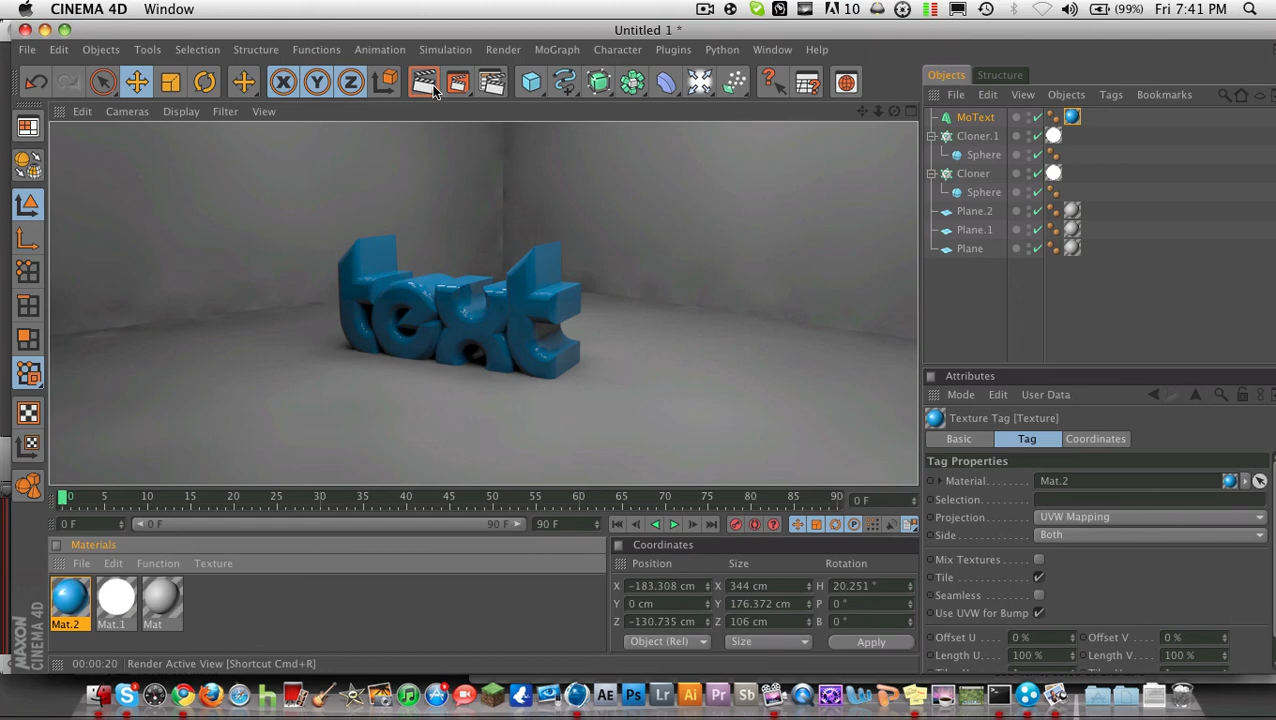 CINEMA 4D Window 10 (99%) Fri 7:41 PM
Untitled 1 *
File Edit Objects Tools Selection Structure Functions Animation Simulation Render MoGraph Character Plugins Python Window Help
Objects Structure
X Y Z
File Edit View Objects Tags Bookmarks
Edit Cameras Display Filter View
MoText
Cloner.1
Sphere
Cloner
Sphere
Plane.2
Plane.1
Plane
text
Attributes
Mode Edit User Data
Texture Tag [Texture]
Basic Tag Coordinates
Tag Properties
Material Mat.2
Selection
Projection UVW Mapping
Side Both
Mix Textures
Tile
Seamless
Use UVW for Bump
Offset U 0 % Offset V 0 %
Length U 100 % Length V 100 %
0 5 10 15 20 25 30 35 40 45 50 55 60 65 70 75 80 85 90 0 F
0 F 0 F 90 F 90 F
Materials
File Edit Function Texture
Mat.2 Mat.1 Mat
Coordinates
Position Size Rotation
X -183.308 cm X 344 cm H 20.251 °
Y 0 cm Y 176.372 cm P 0 °
Z -130.735 cm Z 106 cm B 0 °
Object (Rel) Size Apply
MAXON
CINEMA 4D
00:00:20 Render Active View [Shortcut Cmd+R]
AE Ps Lr Ai Pr Sb